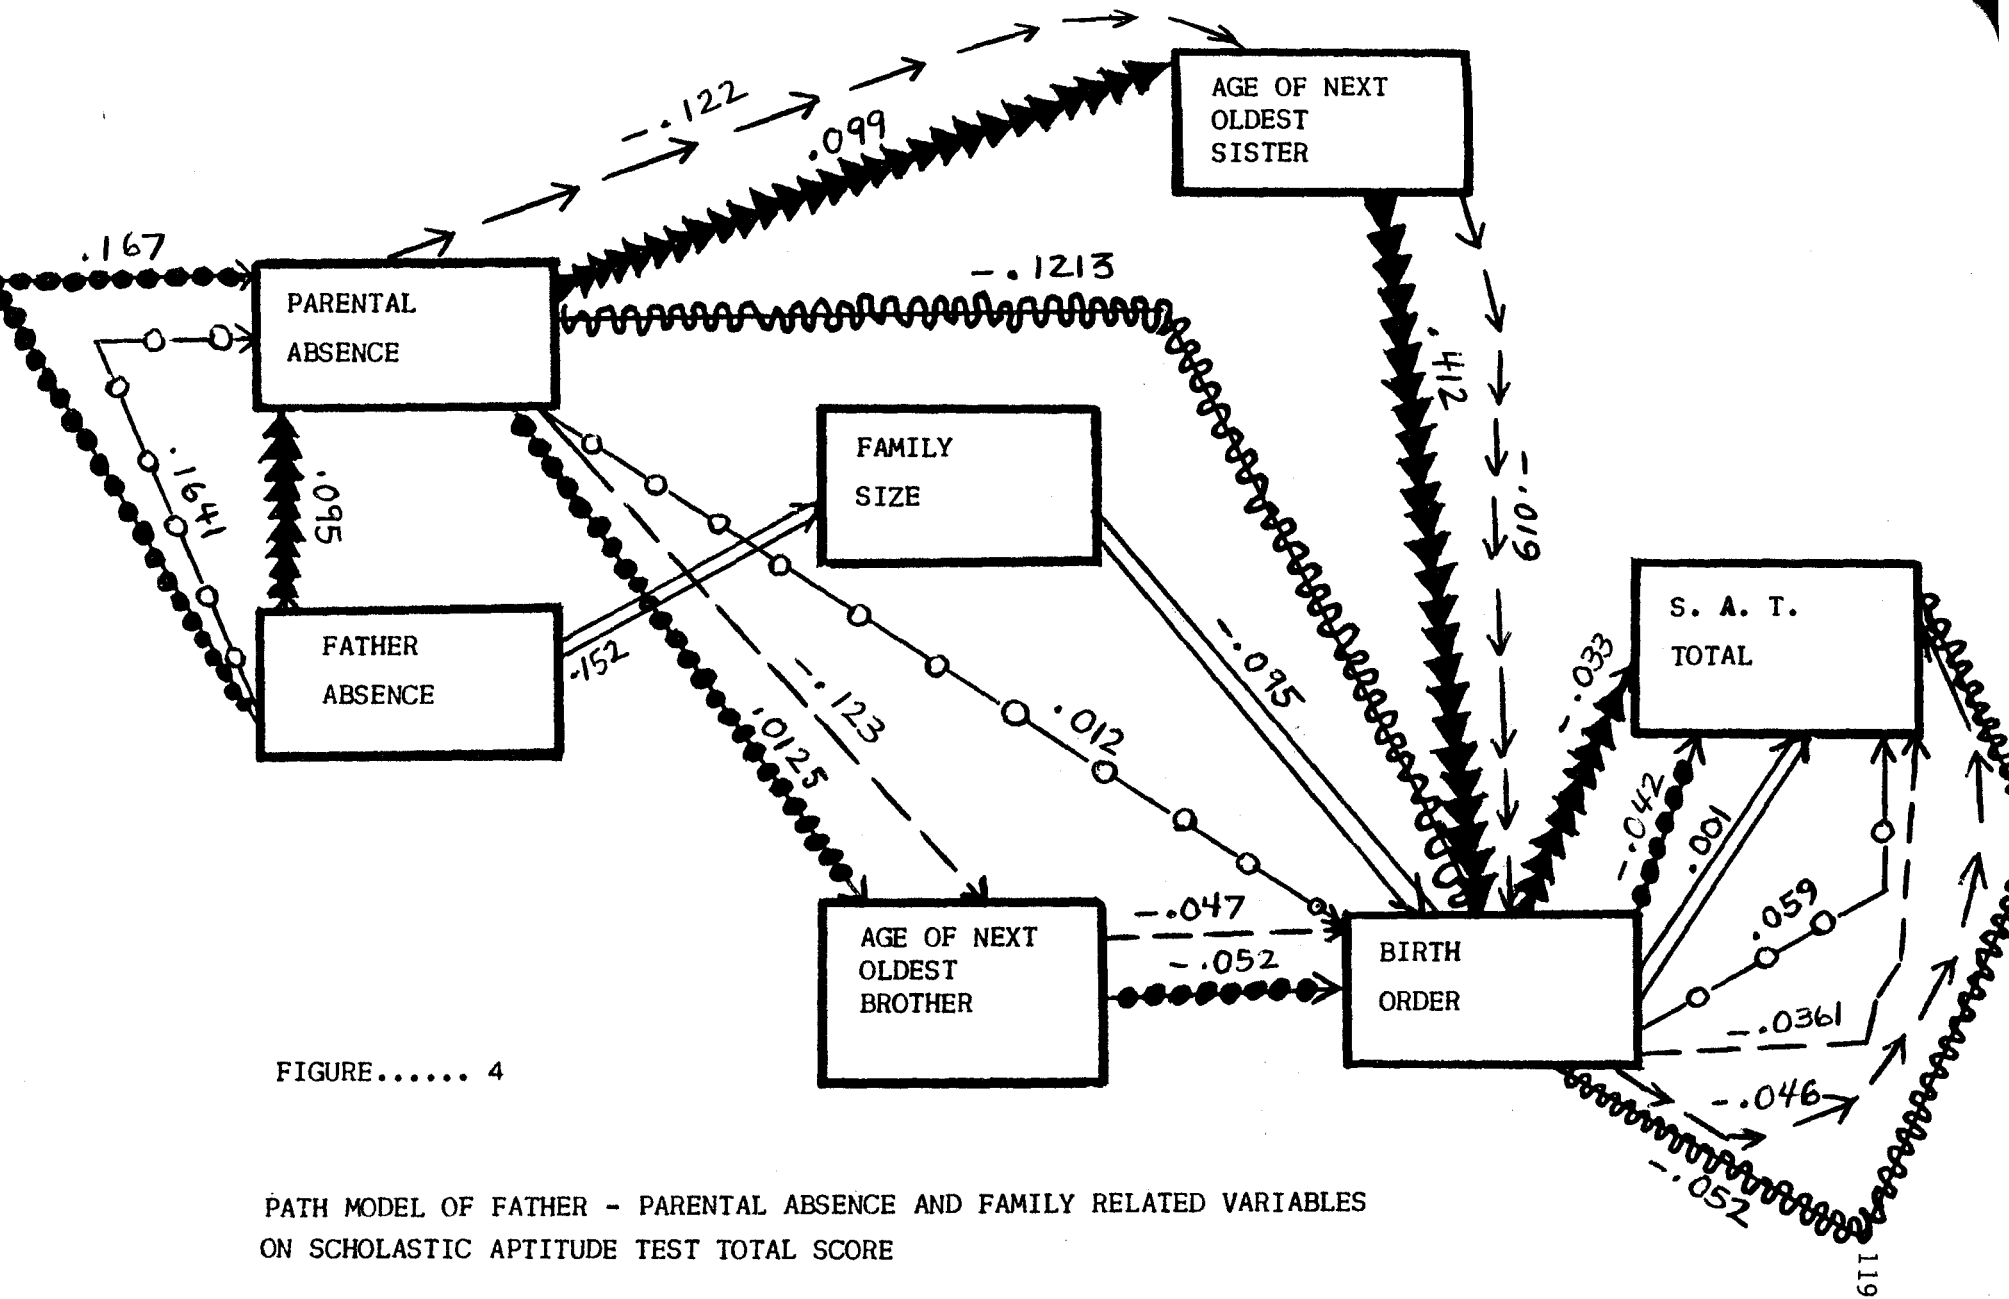 -.122
AGE OF NEXT
OLDEST
SISTER
.099
.167
-.1213
PARENTAL
ABSENCE
.412
FAMILY
SIZE
.1641
.095
-.019
S. A. T.
TOTAL
FATHER
ABSENCE
.152
-.095
-.033
-.123
.012
.0125
-.042
.001
.059
-.047
AGE OF NEXT
OLDEST
BROTHER
-.052
BIRTH
ORDER
-.0361
FIGURE...... 4
-.046
-.052
PATH MODEL OF FATHER - PARENTAL ABSENCE AND FAMILY RELATED VARIABLES
ON SCHOLASTIC APTITUDE TEST TOTAL SCORE
119